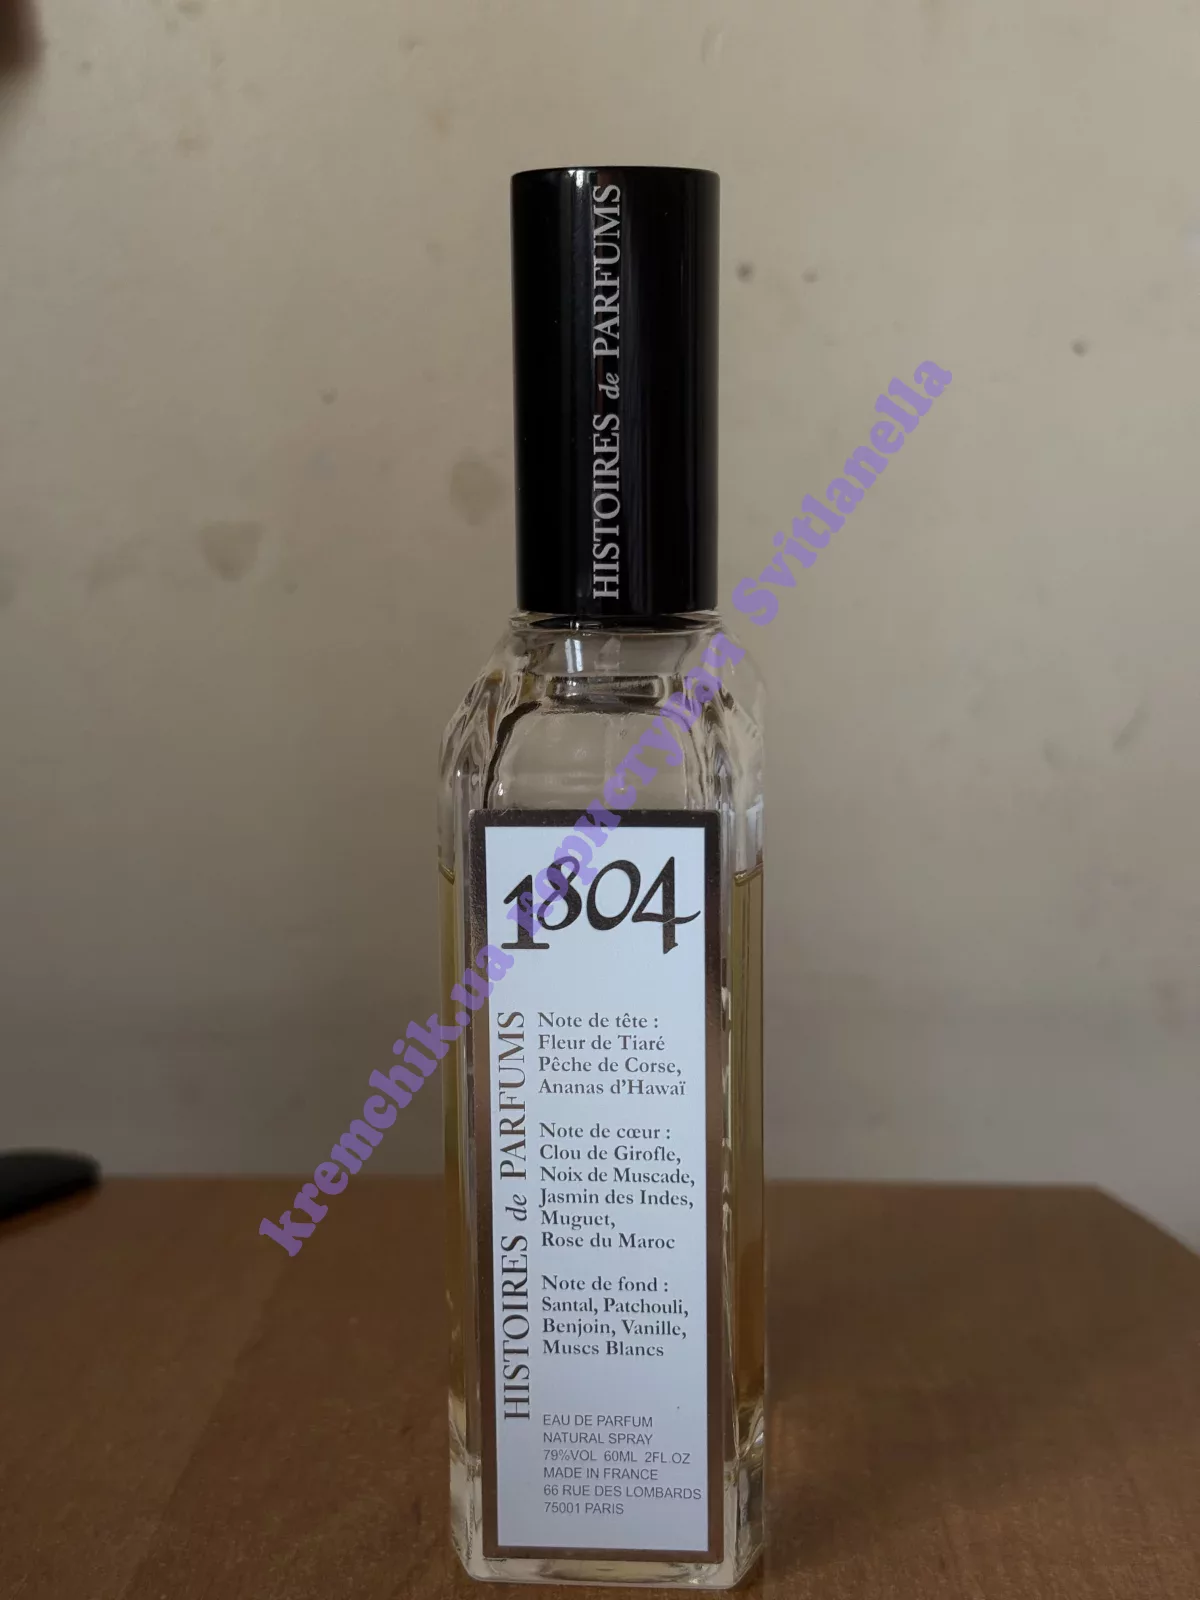 HISTOIRES de PARFUMS
1804
HISTOIRES de PARFUMS
Note de tête :
Fleur de Tiaré
Pêche de Corse,
Ananas d'Hawaï
Note de cœur :
Clou de Girofle,
Noix de Muscade,
Jasmin des Indes,
Muguet,
Rose du Maroc
Note de fond :
Santal, Patchouli,
Benjoin, Vanille,
Muscs Blancs
EAU DE PARFUM
NATURAL SPRAY
79%VOL 60ML 2FL.OZ
MADE IN FRANCE
66 RUE DES LOMBARDS
75001 PARIS
kremchik.ua користувач Svitlanella